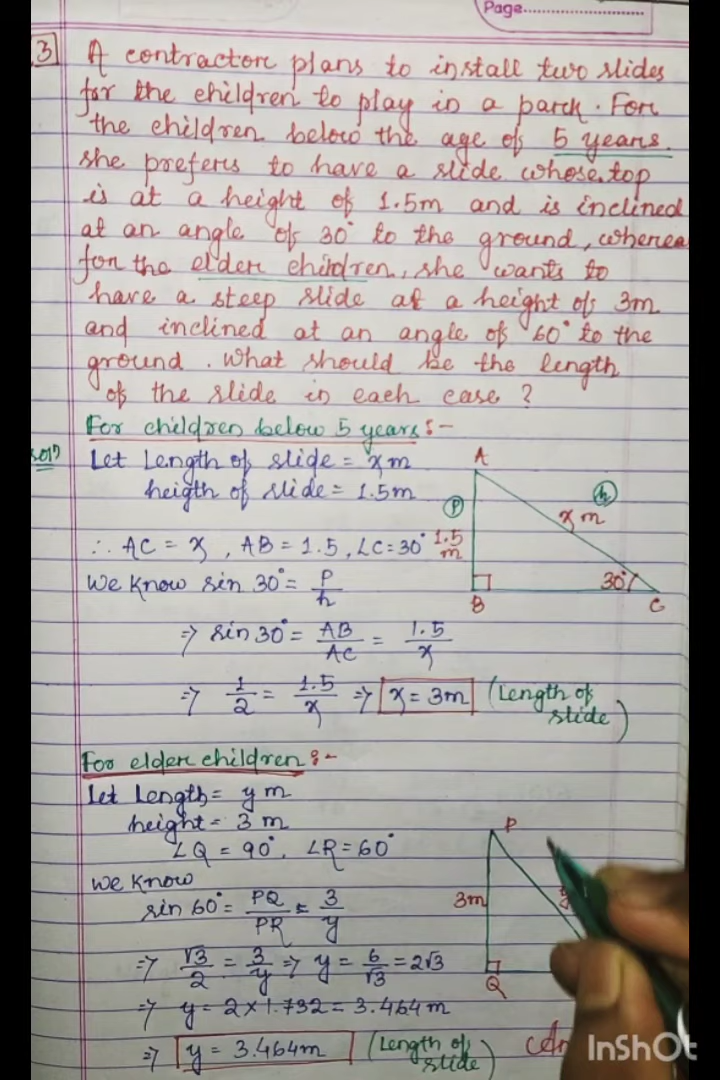 Page
3 A contractor plans to install two slides
for the children to play in a park. For
the children below the age of 5 years.
she prefers to have a slide whose top
is at a height of 1.5m and is inclined
at an angle of 30° to the ground, wherea
for the elder children, she wants to
have a steep slide at a height of 3m
and inclined at an angle of 60° to the
ground. What should be the length
of the slide in each case?
For children below 5 years :-
Solⁿ) Let Length of slide = x m
heigth of slide = 1.5m
∴ AC = x, AB = 1.5, ∠C = 30°
We know sin 30° = P/h
⇒ sin 30° = AB/AC = 1.5/x
⇒ 1/2 = 1.5/x ⇒ x = 3m (Length of slide)
A
P
h
x m
1.5 m
30°
B
C
For elder children :-
Let Length = y m
height = 3 m
∠Q = 90°, ∠R = 60°
we know
sin 60° = PQ/PR = 3/y
⇒ √3/2 = 3/y ⇒ y = 6/√3 = 2√3
⇒ y = 2 × 1.732 = 3.464 m
⇒ y = 3.464m (Length of slide)
P
3m
y
Q
InShOt